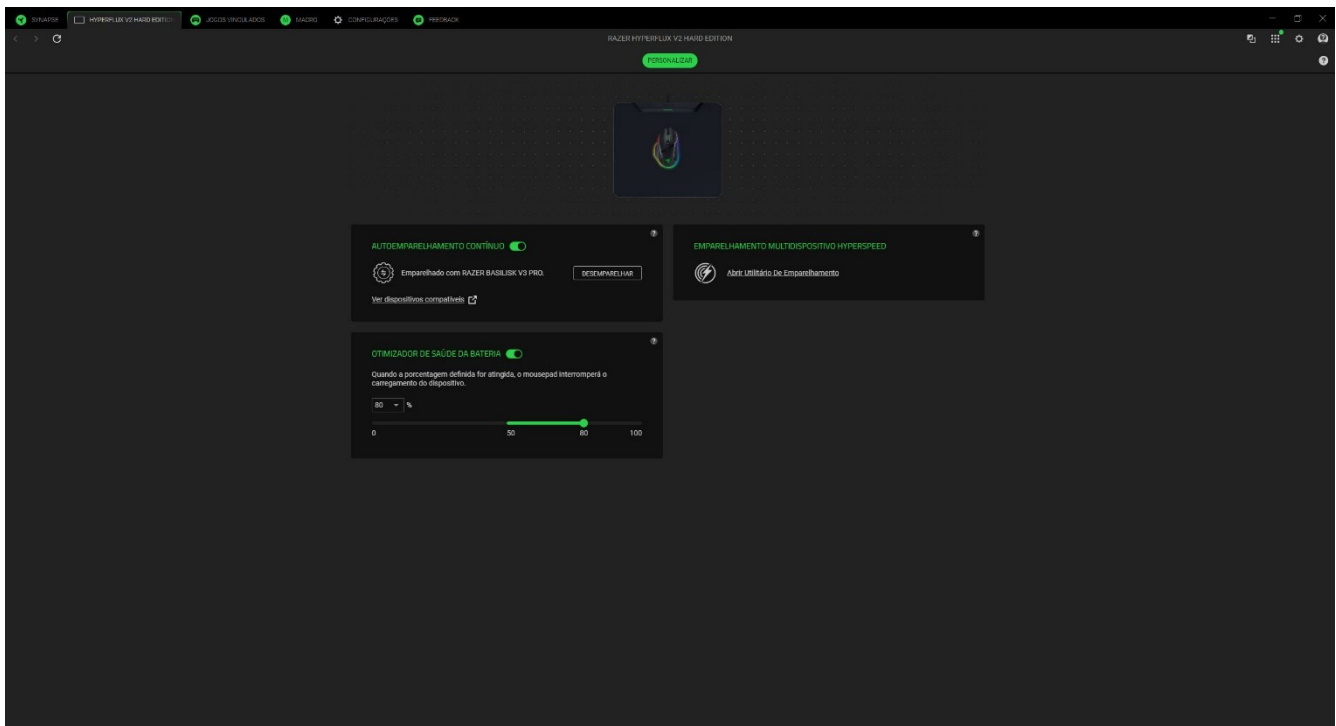 SYNAPSE HYPERFLUX V2 HARD EDITIO JOGOS VINCULADOS MACRO CONFIGURAÇÕES FEEDBACK
RAZER HYPERFLUX V2 HARD EDITION
PERSONALIZAR
AUTOEMPARELHAMENTO CONTÍNUO
Emparelhado com RAZER BASILISK V3 PRO.
DESEMPARELHAR
Ver dispositivos compatíveis
EMPARELHAMENTO MULTIDISPOSITIVO HYPERSPEED
Abrir Utilitário De Emparelhamento
OTIMIZADOR DE SAÚDE DA BATERIA
Quando a porcentagem definida for atingida, o mousepad interromperá o
carregamento do dispositivo.
80 %
0 50 80 100